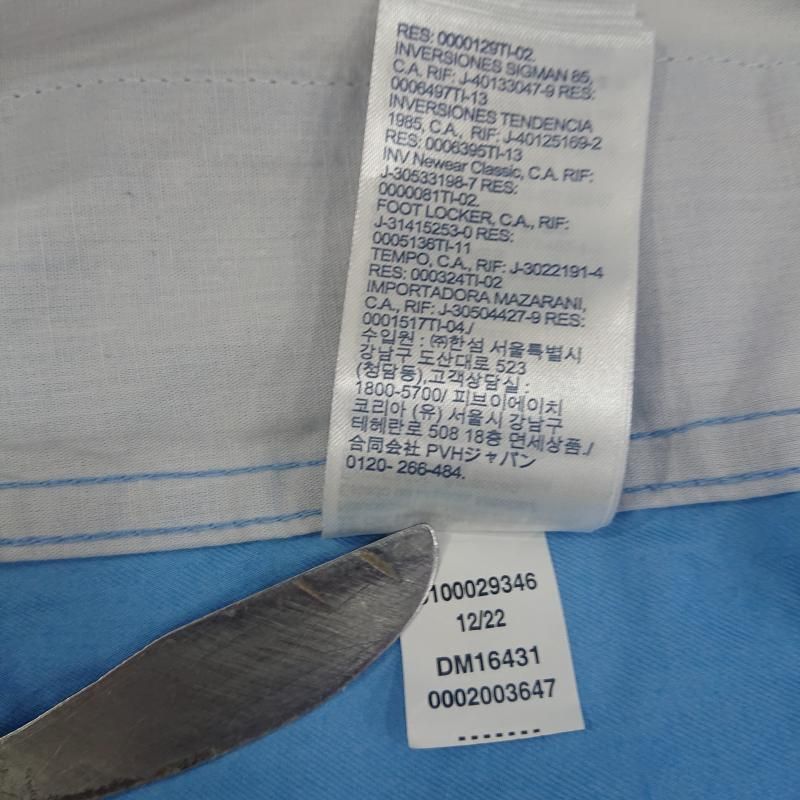 RES: 0000129TI-02.
INVERSIONES SIGMAN 85,
C.A. RIF: J-40133047-9 RES:
0006497TI-13
INVERSIONES TENDENCIA
1985, C.A., RIF: J-40125169-2
RES: 0006395TI-13
INV Newear Classic, C.A. RIF:
J-30533198-7 RES:
0000081TI-02.
FOOT LOCKER, C.A., RIF:
J-31415253-0 RES:
0005138TI-11
TEMPO, C.A., RIF: J-3022191-4
RES: 000324TI-02
IMPORTADORA MAZARANI,
C.A., RIF: J-30504427-9 RES:
0001517TI-04./
수입원 : ㈜한섬 서울특별시
강남구 도산대로 523
(청담동),고객상담실 :
1800-5700/ 피브이에이치
코리아 (유) 서울시 강남구
테헤란로 508 18층 면세상품./
合同会社 PVHジャパン
0120- 266-484.
100029346
12/22
DM16431
0002003647